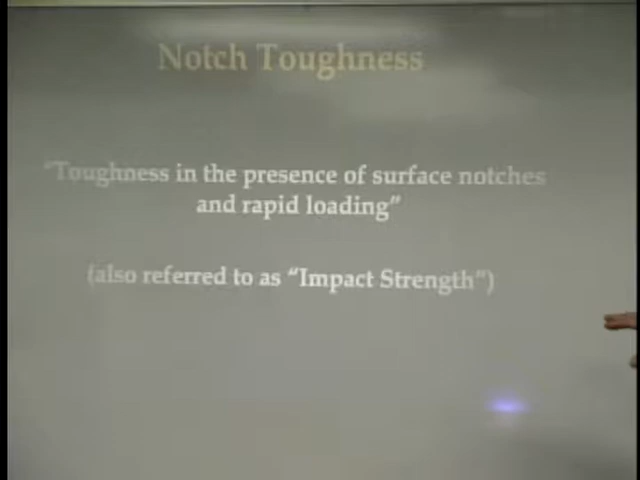 Notch Toughness
"Toughness in the presence of surface notches
and rapid loading"
(also referred to as "Impact Strength")